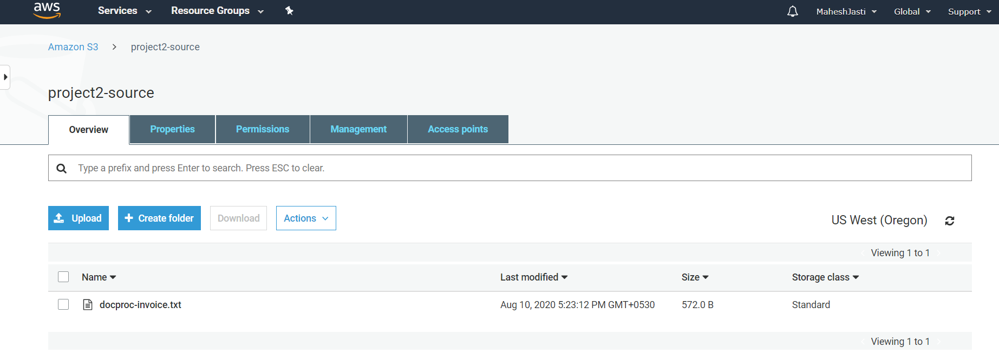 aws Services Resource Groups MaheshJasti Global Support
Amazon S3 > project2-source
project2-source
Overview Properties Permissions Management Access points
Type a prefix and press Enter to search. Press ESC to clear.
Upload + Create folder Download Actions US West (Oregon)
Viewing 1 to 1
Name Last modified Size Storage class
docproc-invoice.txt Aug 10, 2020 5:23:12 PM GMT+0530 572.0 B Standard
Viewing 1 to 1